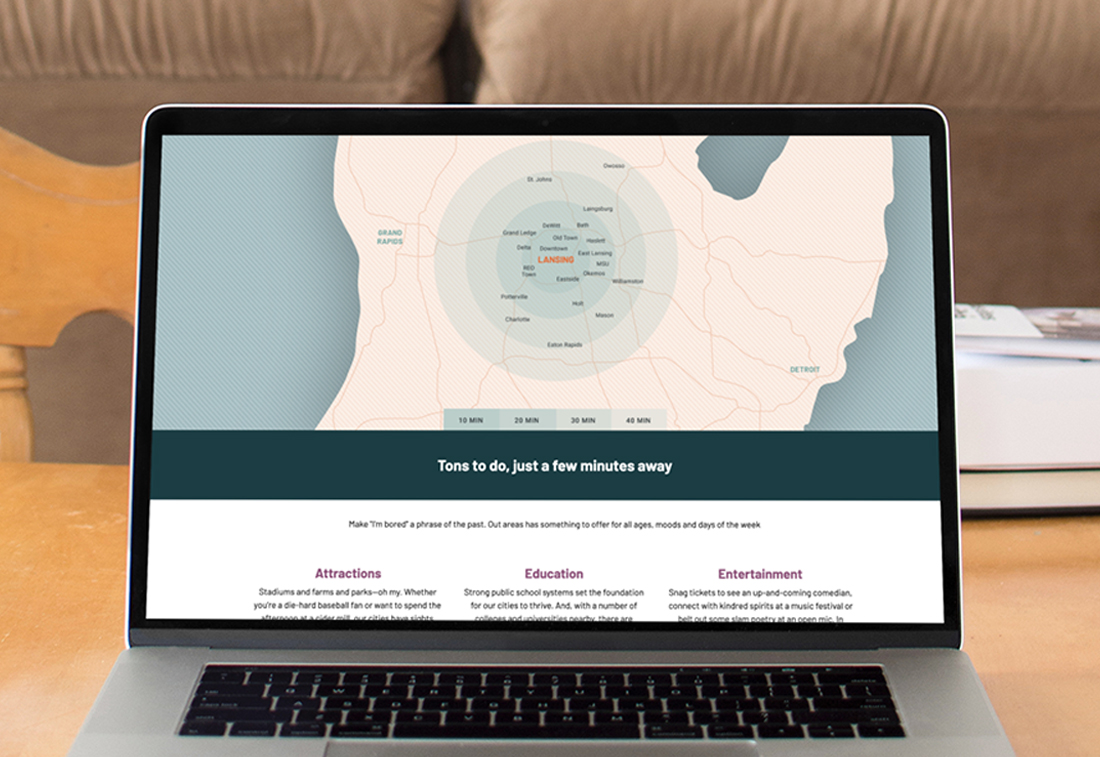 Owosso
St. Johns
Laingsburg
DeWitt
Bath
Grand Ledge
Old Town
Haslett
GRAND
RAPIDS
Delta
Downtown
East Lansing
LANSING
MSU
REO
Town
Okemos
Eastside
Williamston
Potterville
Holt
Charlotte
Mason
Eaton Rapids
DETROIT
10 MIN 20 MIN 30 MIN 40 MIN
Tons to do, just a few minutes away
Make "I'm bored" a phrase of the past. Out areas has something to offer for all ages, moods and days of the week
Attractions Education Entertainment
Stadiums and farms and parks—oh my. Whether
you're a die-hard baseball fan or want to spend the
afternoon at a cider mill, our cities have sights
Strong public school systems set the foundation
for our cities to thrive. And, with a number of
colleges and universities nearby, there are
Snag tickets to see an up-and-coming comedian,
connect with kindred spirits at a music festival or
belt out some slam poetry at an open mic. In
delete
Q W E R T Y U I O P
A S D F G H J K L
return
shift Z X C V B N M shift